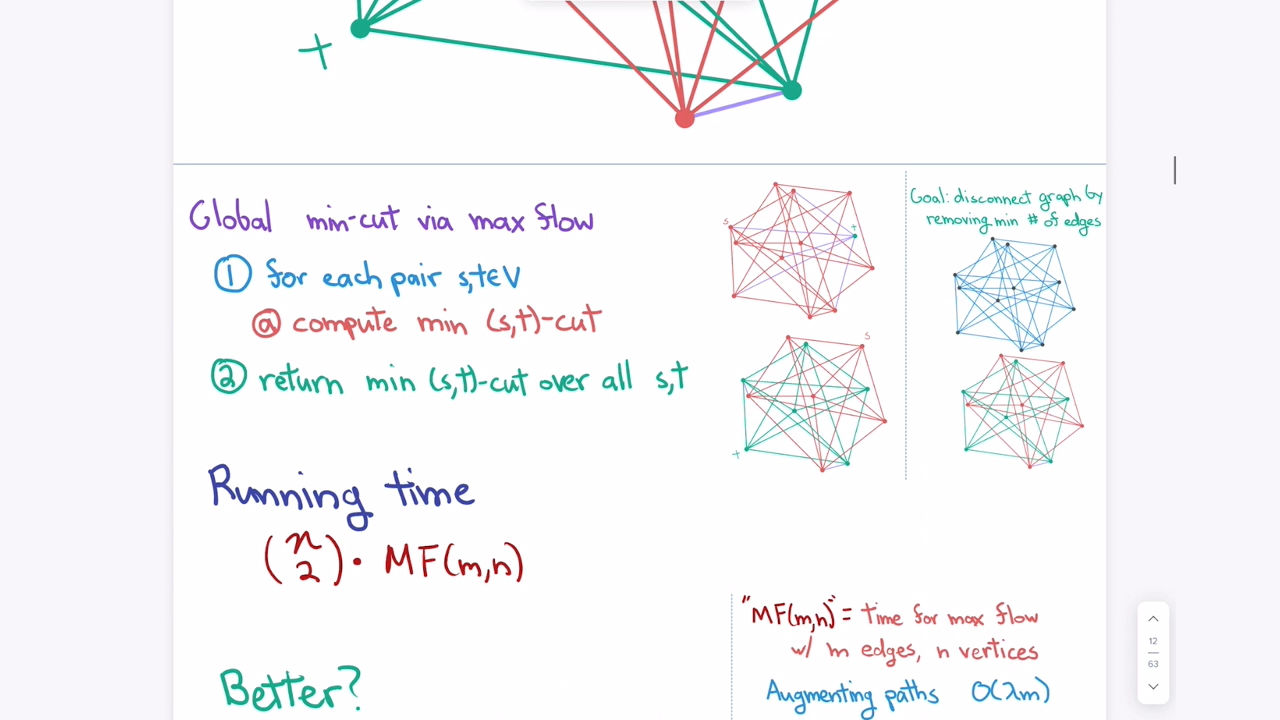 t
Global min-cut via max flow
① for each pair s,t∈V
ⓐ compute min (s,t)-cut
② return min (s,t)-cut over all s,t
s
t
s
t
Goal: disconnect graph by
removing min # of edges
Running time
(n 2) · MF(m,n)
"MF(m,n)" = time for max flow
w/ m edges, n vertices
Augmenting paths O(λm)
Better?
12
63